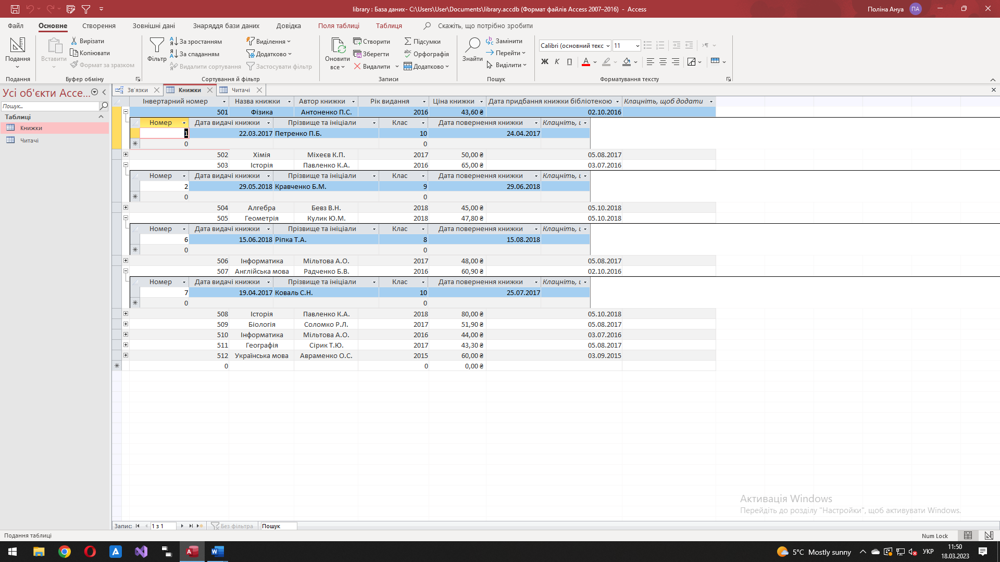 library : База даних- C:\Users\User\Documents\library.accdb (Формат файлів Access 2007–2016) - Access
Поліна Ануа ПА
Файл Основне Створення Зовнішні дані Знаряддя бази даних Довідка Поля таблиці Таблиця Скажіть, що потрібно зробити
Подання
Вставити
Вирізати
Копіювати
Формат за зразком
Буфер обміну
Фільтр
За зростанням
За спаданням
Видалити сортування
Виділення
Додатково
Застосувати фільтр
Сортування й фільтр
Оновити все
Створити
Зберегти
Видалити
Підсумки
Орфографія
Додатково
Записи
Знайти
Замінити
Перейти
Виділити
Пошук
Calibri (основний текс 11
Ж К П А
Форматування тексту
Подання
Усі об'єкти Acce...
Пошук...
Таблиці
Книжки
Читачі
Зв'язки Книжки Читачі
Інвентарний номер Назва книжки Автор книжки Рік видання Ціна книжки Дата придбання книжки бібліотекою Клацніть, щоб додати
501 Фізика Антоненко П.С. 2016 43,60 ₴ 02.10.2016
Номер Дата видачі книжки Прізвище та ініціали Клас Дата повернення книжки Клацніть, і
1 22.03.2017 Петренко П.Б. 10 24.04.2017
0 0
502 Хімія Міхеєв К.П. 2017 50,00 ₴ 05.08.2017
503 Історія Павленко К.А. 2016 65,00 ₴ 03.07.2016
Номер Дата видачі книжки Прізвище та ініціали Клас Дата повернення книжки Клацніть, і
2 29.05.2018 Кравченко Б.М. 9 29.06.2018
0 0
504 Алгебра Бевз В.Н. 2018 45,00 ₴ 05.10.2018
505 Геометрія Кулик Ю.М. 2018 47,80 ₴ 05.10.2018
Номер Дата видачі книжки Прізвище та ініціали Клас Дата повернення книжки Клацніть, і
6 15.06.2018 Ріпка Т.А. 8 15.08.2018
0 0
506 Інформатика Мільтова А.О. 2017 48,00 ₴ 05.08.2017
507 Англійська мова Радченко Б.В. 2016 60,90 ₴ 02.10.2016
Номер Дата видачі книжки Прізвище та ініціали Клас Дата повернення книжки Клацніть, і
7 19.04.2017 Коваль С.Н. 10 25.07.2017
0 0
508 Історія Павленко К.А. 2018 80,00 ₴ 05.10.2018
509 Біологія Соломко Р.Л. 2017 51,90 ₴ 05.08.2017
510 Інформатика Мільтова А.О. 2016 44,00 ₴ 03.07.2016
511 Географія Сірик Т.Ю. 2017 43,30 ₴ 05.08.2017
512 Українська мова Авраменко О.С. 2015 60,00 ₴ 03.09.2015
0 0 0,00 ₴
Активація Windows
Перейдіть до розділу "Настройки", щоб активувати Windows.
Запис: 1 з 1 Без фільтра Пошук
Подання таблиці
Num Lock
5°C Mostly sunny
УКР
11:50
18.03.2023